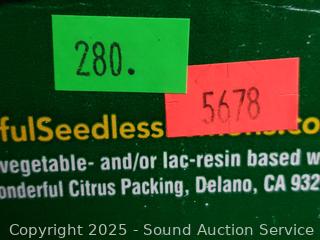 280.
5678
fulSeedless
vegetable- and/or lac-resin based w
onderful Citrus Packing, Delano, CA 932
Copyright 2025 - Sound Auction Service